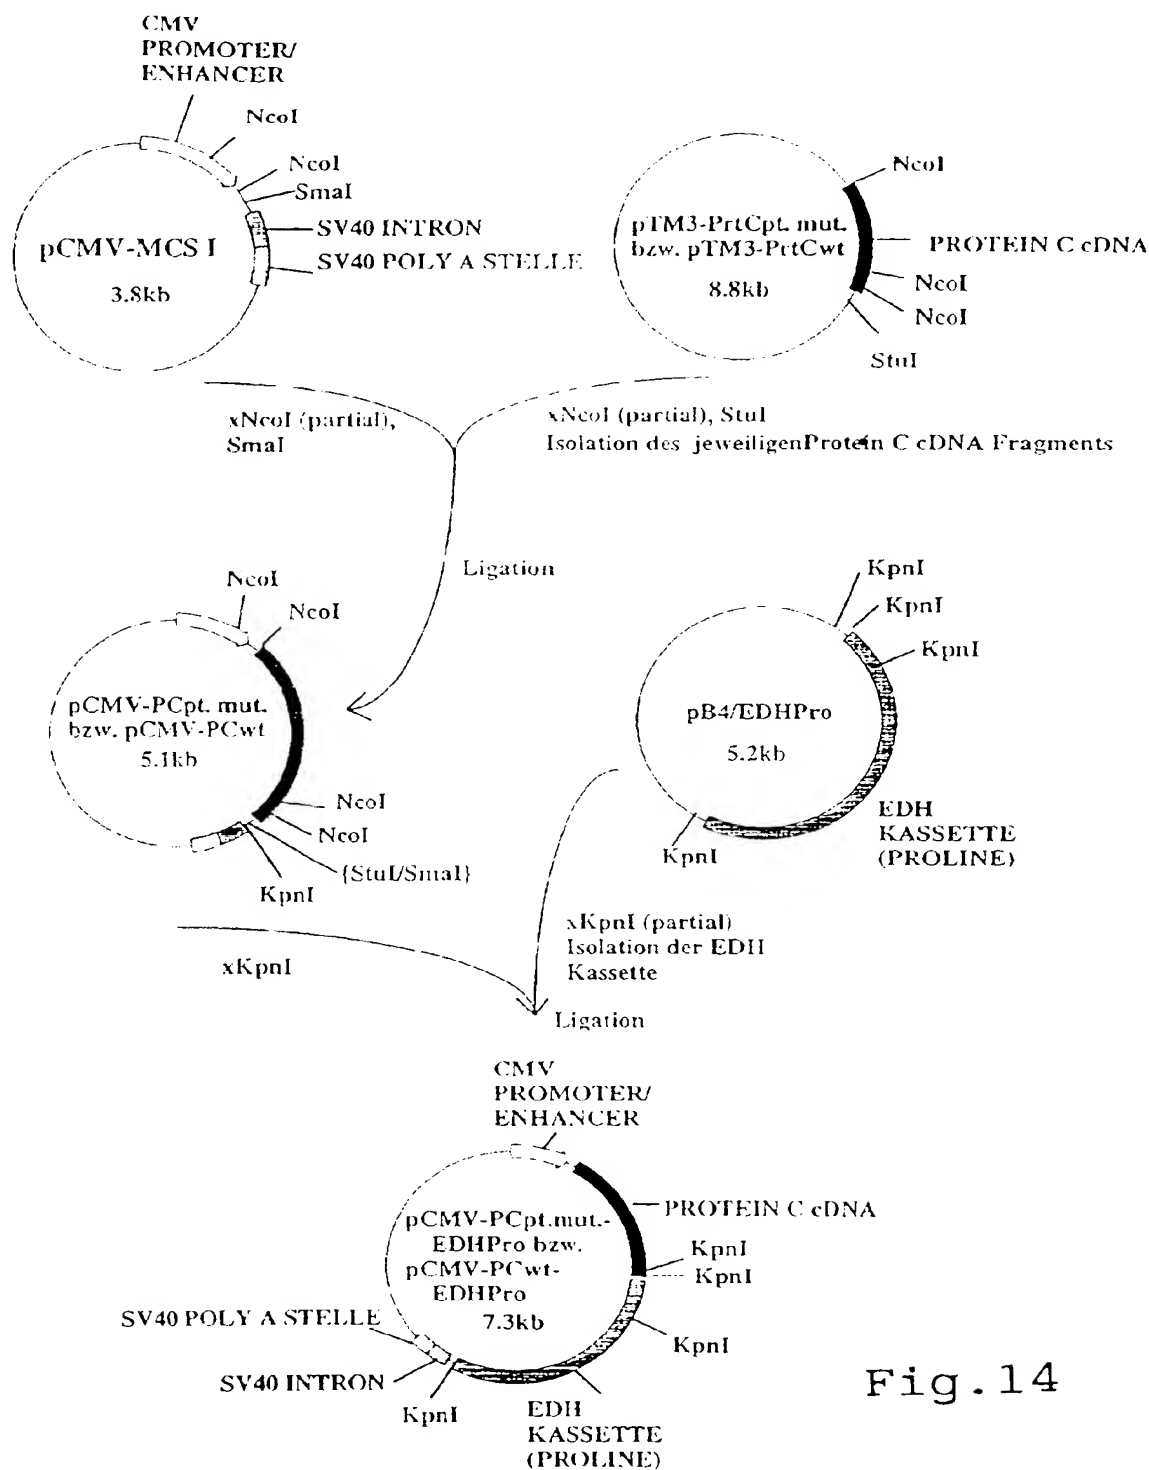 CMV
PROMOTER/
ENHANCER
NcoI
NcoI
SmaI
SV40 INTRON
SV40 POLY A STELLE
pCMV-MCS I
3.8kb
NcoI
pTM3-PrtCpt. mut.
bzw. pTM3-PrtCwt
8.8kb
PROTEIN C cDNA
NcoI
NcoI
StuI
xNcoI (partial),
SmaI
xNcoI (partial), StuI
Isolation des jeweiligenProtein C cDNA Fragments
Ligation
NcoI
NcoI
pCMV-PCpt. mut.
bzw. pCMV-PCwt
5.1kb
NcoI
NcoI
{StuI/SmaI}
KpnI
KpnI
KpnI
KpnI
pB4/EDHPro
5.2kb
EDH
KASSETTE
(PROLINE)
KpnI
xKpnI
xKpnI (partial)
Isolation der EDH
Kassette
Ligation
CMV
PROMOTER/
ENHANCER
PROTEIN C cDNA
pCMV-PCpt.mut.-
EDHPro bzw.
pCMV-PCwt-
EDHPro
7.3kb
KpnI
KpnI
KpnI
SV40 POLY A STELLE
SV40 INTRON
KpnI
EDH
KASSETTE
(PROLINE)
Fig.14